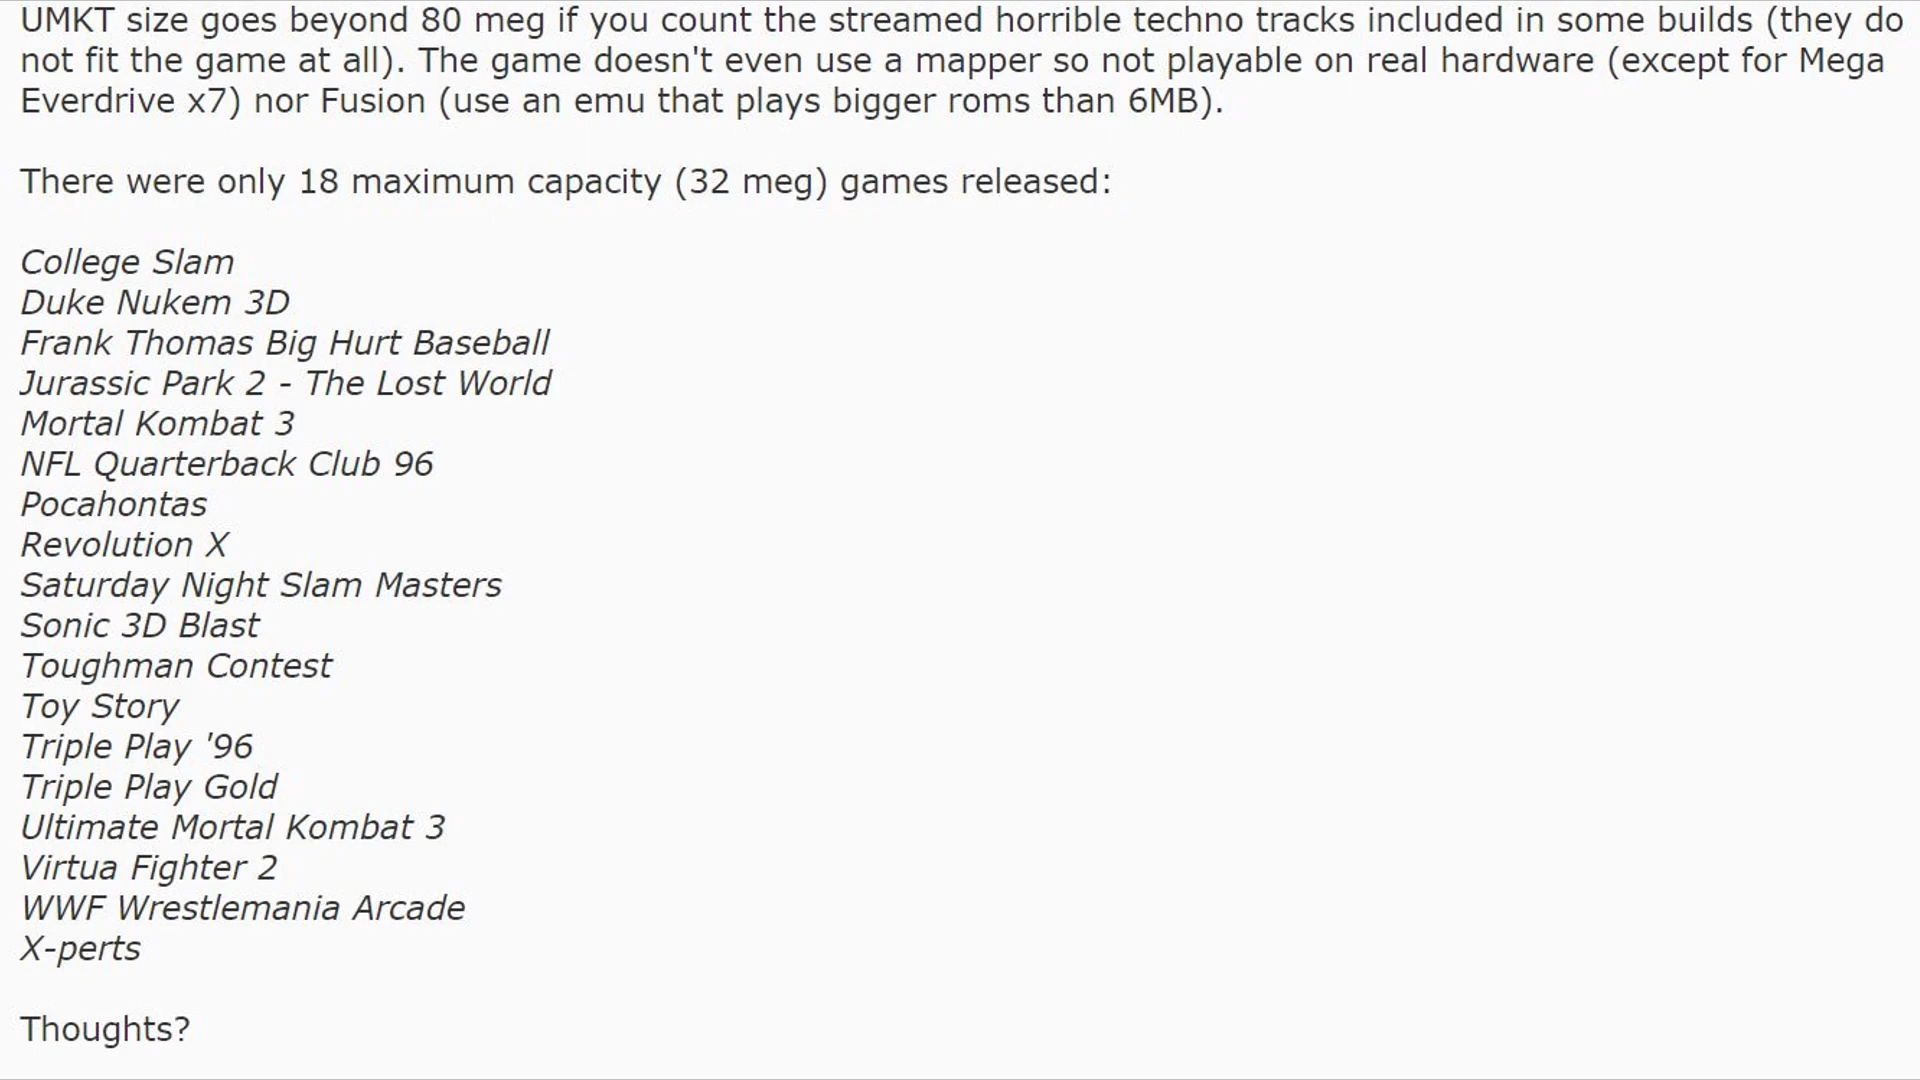 UMKT size goes beyond 80 meg if you count the streamed horrible techno tracks included in some builds (they do
not fit the game at all). The game doesn't even use a mapper so not playable on real hardware (except for Mega
Everdrive x7) nor Fusion (use an emu that plays bigger roms than 6MB).
There were only 18 maximum capacity (32 meg) games released:
College Slam
Duke Nukem 3D
Frank Thomas Big Hurt Baseball
Jurassic Park 2 - The Lost World
Mortal Kombat 3
NFL Quarterback Club 96
Pocahontas
Revolution X
Saturday Night Slam Masters
Sonic 3D Blast
Toughman Contest
Toy Story
Triple Play '96
Triple Play Gold
Ultimate Mortal Kombat 3
Virtua Fighter 2
WWF Wrestlemania Arcade
X-perts
Thoughts?